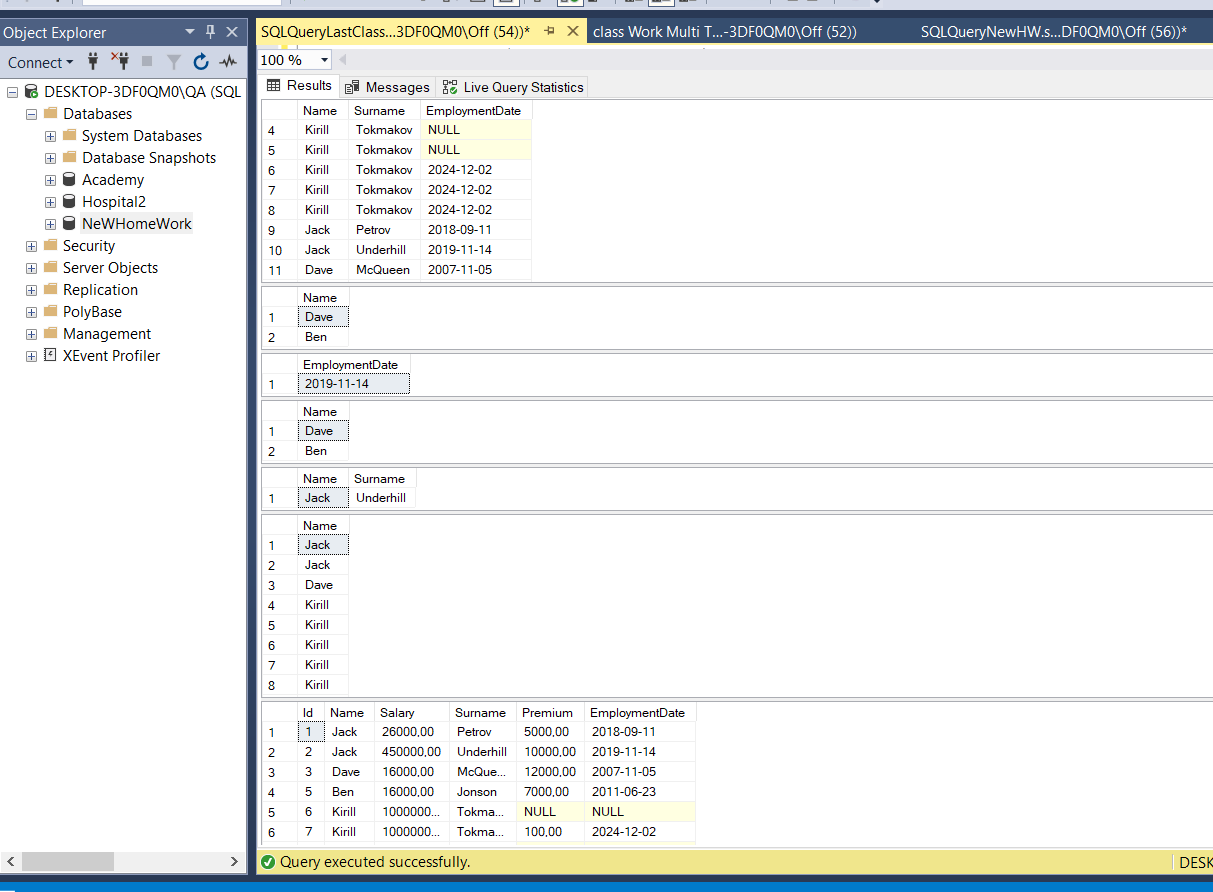 Object Explorer
Connect
DESKTOP-3DF0QM0\QA (SQL
Databases
System Databases
Database Snapshots
Academy
Hospital2
NeWHomeWork
Security
Server Objects
Replication
PolyBase
Management
XEvent Profiler
SQLQueryLastClass...3DF0QM0\Off (54))* class Work Multi T...-3DF0QM0\Off (52)) SQLQueryNewHW.s...DF0QM0\Off (56))*
100 %
Results Messages Live Query Statistics
Name Surname EmploymentDate
4 Kirill Tokmakov NULL
5 Kirill Tokmakov NULL
6 Kirill Tokmakov 2024-12-02
7 Kirill Tokmakov 2024-12-02
8 Kirill Tokmakov 2024-12-02
9 Jack Petrov 2018-09-11
10 Jack Underhill 2019-11-14
11 Dave McQueen 2007-11-05
Name
1 Dave
2 Ben
EmploymentDate
1 2019-11-14
Name
1 Dave
2 Ben
Name Surname
1 Jack Underhill
Name
1 Jack
2 Jack
3 Dave
4 Kirill
5 Kirill
6 Kirill
7 Kirill
8 Kirill
Id Name Salary Surname Premium EmploymentDate
1 1 Jack 26000,00 Petrov 5000,00 2018-09-11
2 2 Jack 450000,00 Underhill 10000,00 2019-11-14
3 3 Dave 16000,00 McQue... 12000,00 2007-11-05
4 5 Ben 16000,00 Jonson 7000,00 2011-06-23
5 6 Kirill 1000000... Tokma... NULL NULL
6 7 Kirill 1000000... Tokma... 100,00 2024-12-02
Query executed successfully. DESK